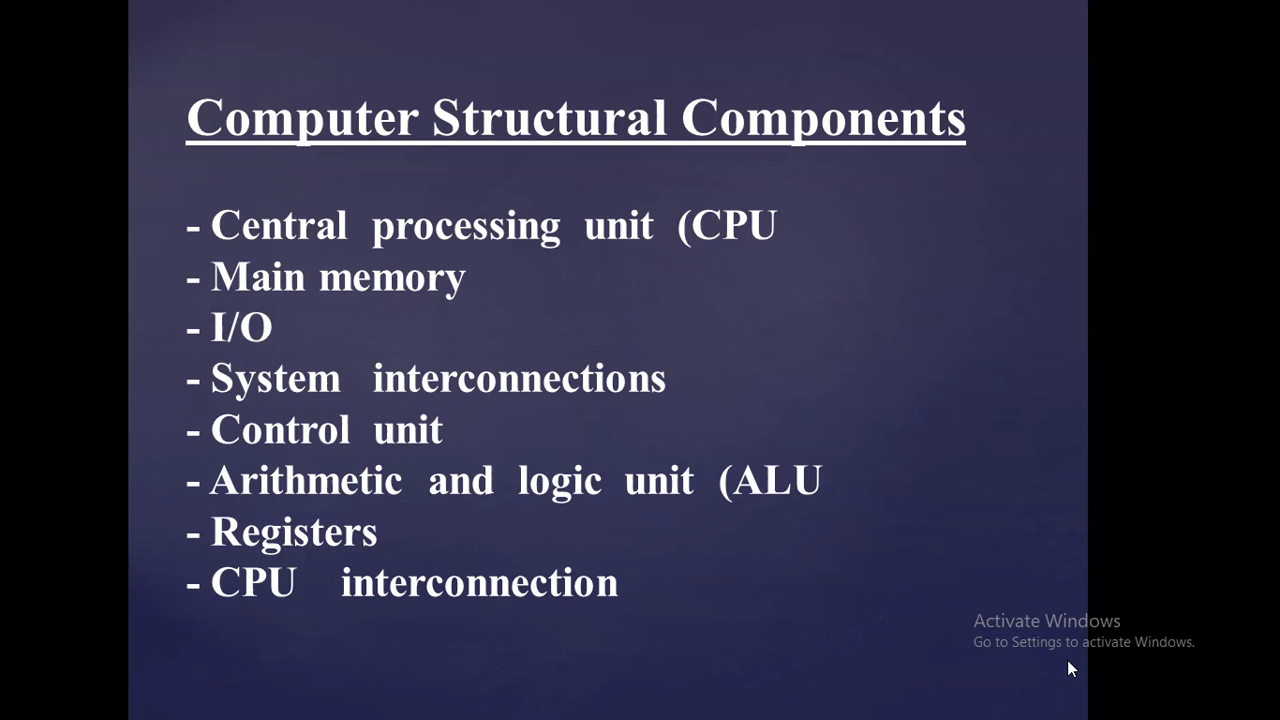 Computer Structural Components
- Central processing unit (CPU
- Main memory
- I/O
- System interconnections
- Control unit
- Arithmetic and logic unit (ALU
- Registers
- CPU interconnection
Activate Windows
Go to Settings to activate Windows.